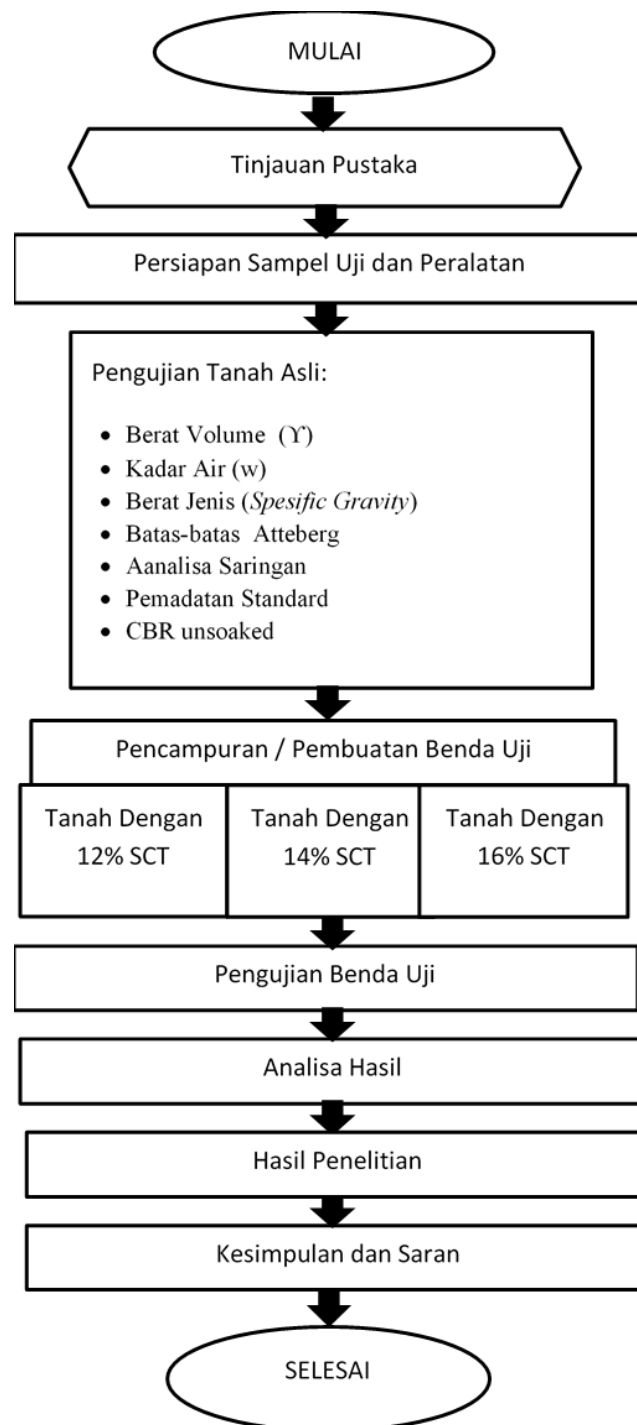 MULAI
Tinjauan Pustaka
Persiapan Sampel Uji dan Peralatan
Pengujian Tanah Asli:
• Berat Volume (ϒ)
• Kadar Air (w)
• Berat Jenis (Spesific Gravity)
• Batas-batas Atteberg
• Aanalisa Saringan
• Pemadatan Standard
• CBR unsoaked
Pencampuran / Pembuatan Benda Uji
Tanah Dengan
12% SCT
Tanah Dengan
14% SCT
Tanah Dengan
16% SCT
Pengujian Benda Uji
Analisa Hasil
Hasil Penelitian
Kesimpulan dan Saran
SELESAI